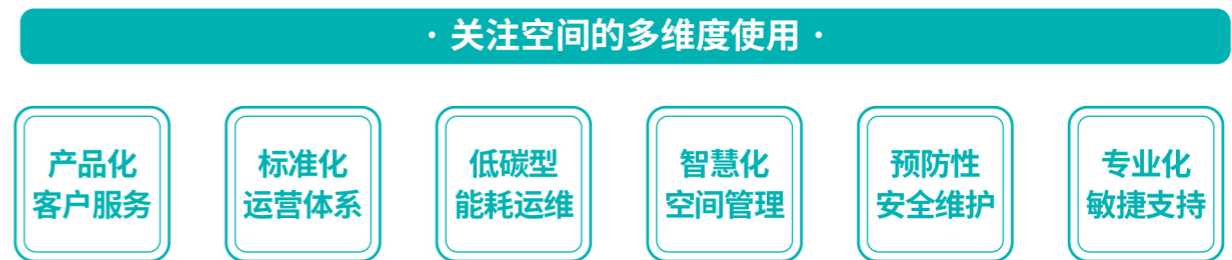 ·关注空间的多维度使用·
产品化
客户服务
标准化
运营体系
低碳型
能耗运维
智慧化
空间管理
预防性
安全维护
专业化
敏捷支持